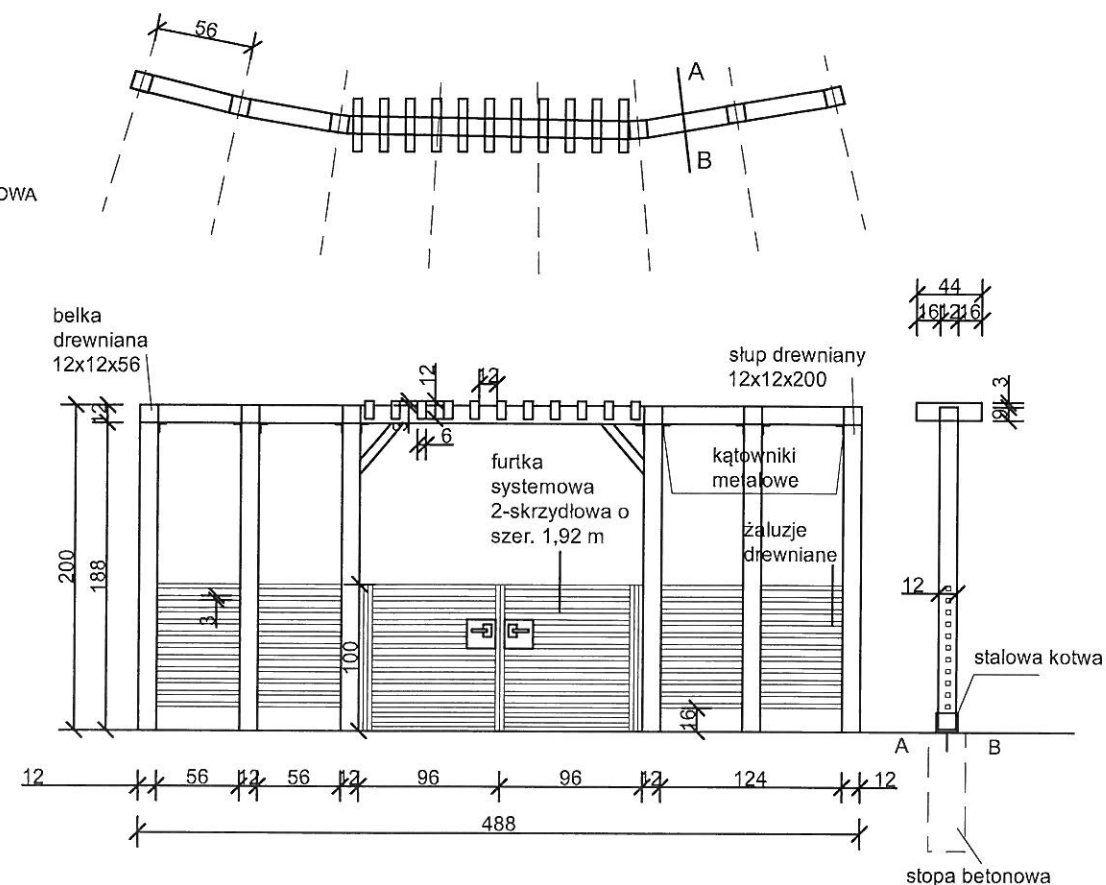 56
A
B
OWA
44
16 12 16
belka
drewniana
12x12x56
słup drewniany
12x12x200
12
12
3
9
12
6
kątowniki
metalowe
furtka
systemowa
2-skrzydłowa o
szer. 1,92 m
żaluzje
drewniane
200
188
12
3
100
stalowa kotwa
16
A
B
12
56
12
56
12
96
96
12
124
12
488
stopa betonowa